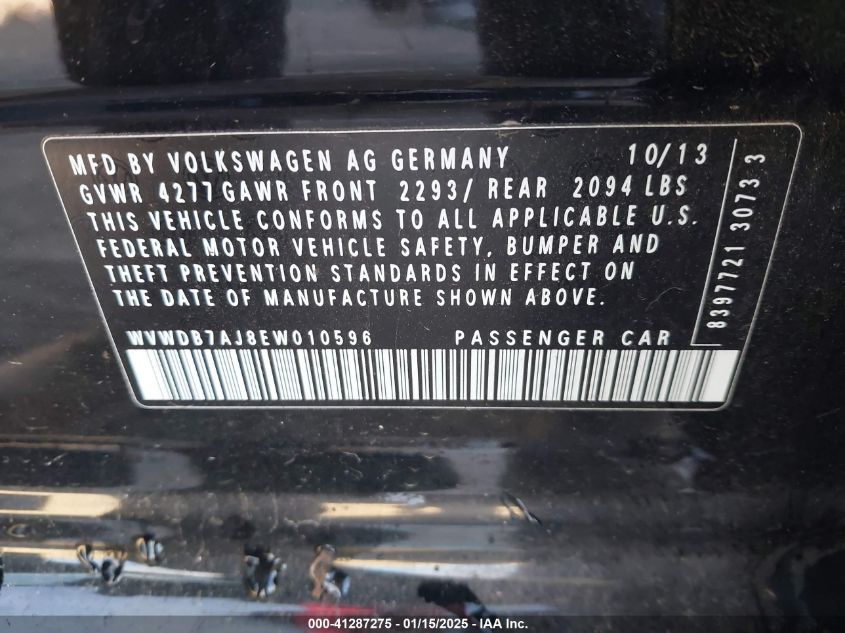 MFD BY VOLKSWAGEN AG GERMANY 10/13
GVWR 4277 GAWR FRONT 2293/ REAR 2094 LBS
THIS VEHICLE CONFORMS TO ALL APPLICABLE U.S.
FEDERAL MOTOR VEHICLE SAFETY, BUMPER AND
THEFT PREVENTION STANDARDS IN EFFECT ON
THE DATE OF MANUFACTURE SHOWN ABOVE.
WVWDB7AJ8EW010596 PASSENGER CAR
8397721 30733
000-41287275 - 01/15/2025 - IAA Inc.